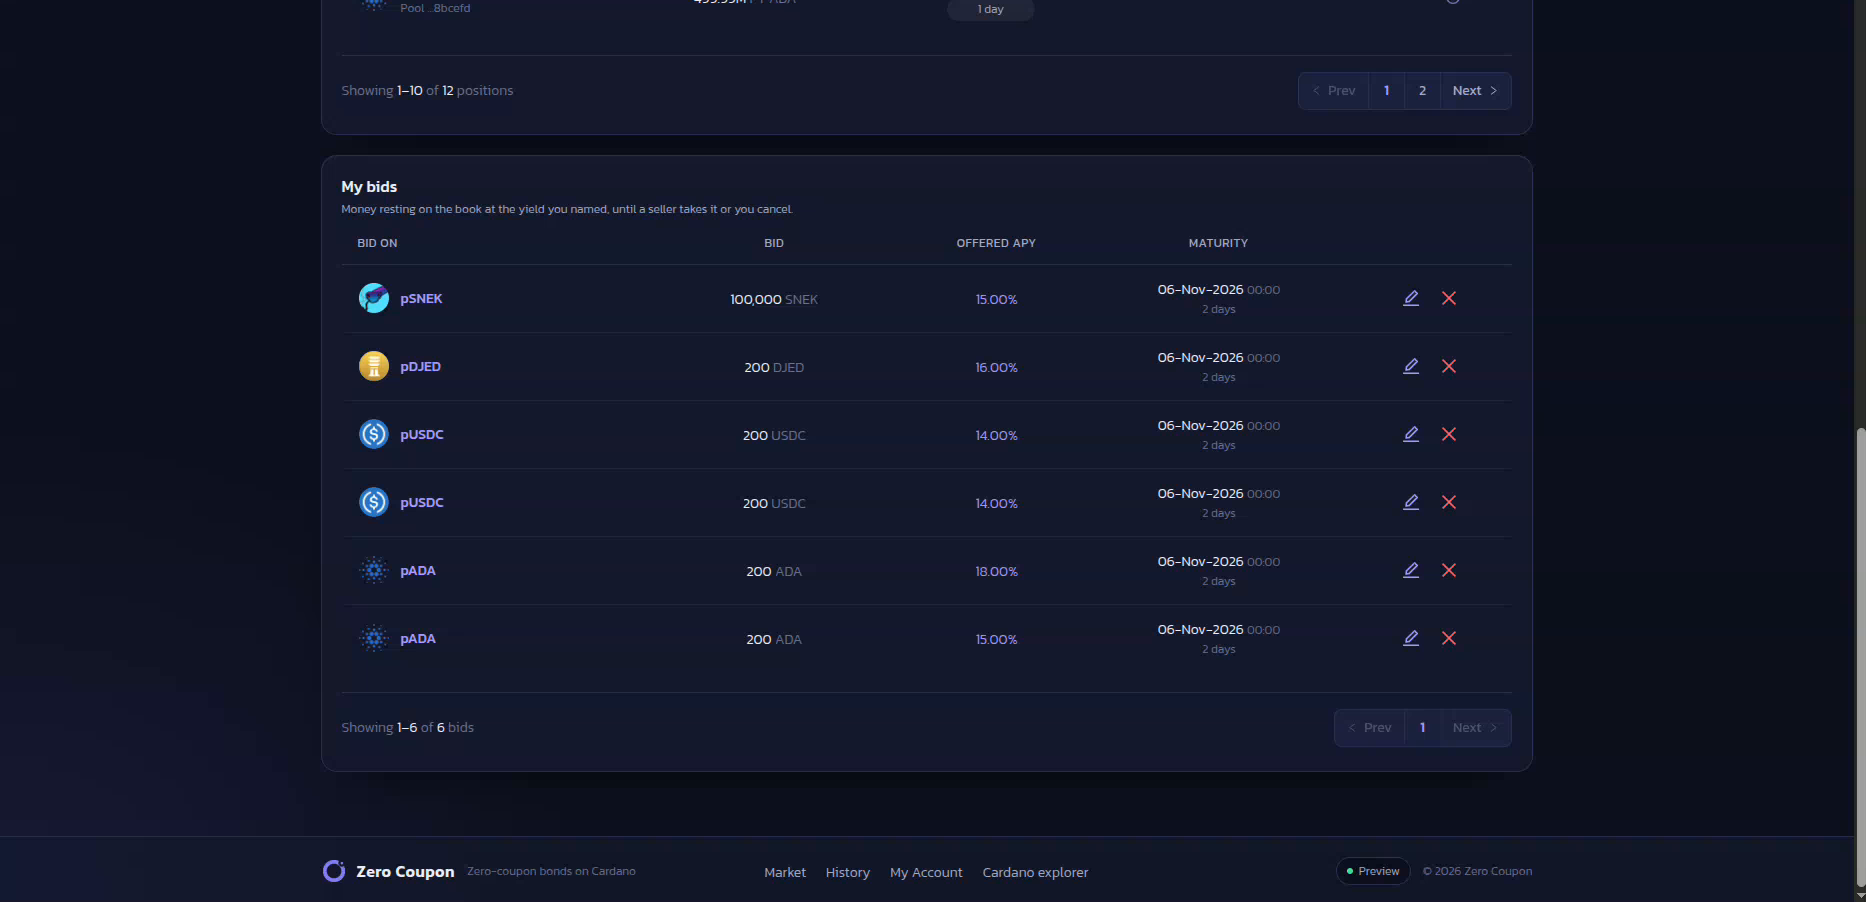 Pool ...8bcefd
1 day
Showing 1–10 of 12 positions
Prev 1 2 Next
My bids
Money resting on the book at the yield you named, until a seller takes it or you cancel.
BID ON BID OFFERED APY MATURITY
pSNEK 100,000 SNEK 15.00% 06-Nov-2026 00:00
2 days
pDJED 200 DJED 16.00% 06-Nov-2026 00:00
2 days
pUSDC 200 USDC 14.00% 06-Nov-2026 00:00
2 days
pUSDC 200 USDC 14.00% 06-Nov-2026 00:00
2 days
pADA 200 ADA 18.00% 06-Nov-2026 00:00
2 days
pADA 200 ADA 15.00% 06-Nov-2026 00:00
2 days
Showing 1–6 of 6 bids
Prev 1 Next
Zero Coupon Zero-coupon bonds on Cardano Market History My Account Cardano explorer Preview © 2026 Zero Coupon